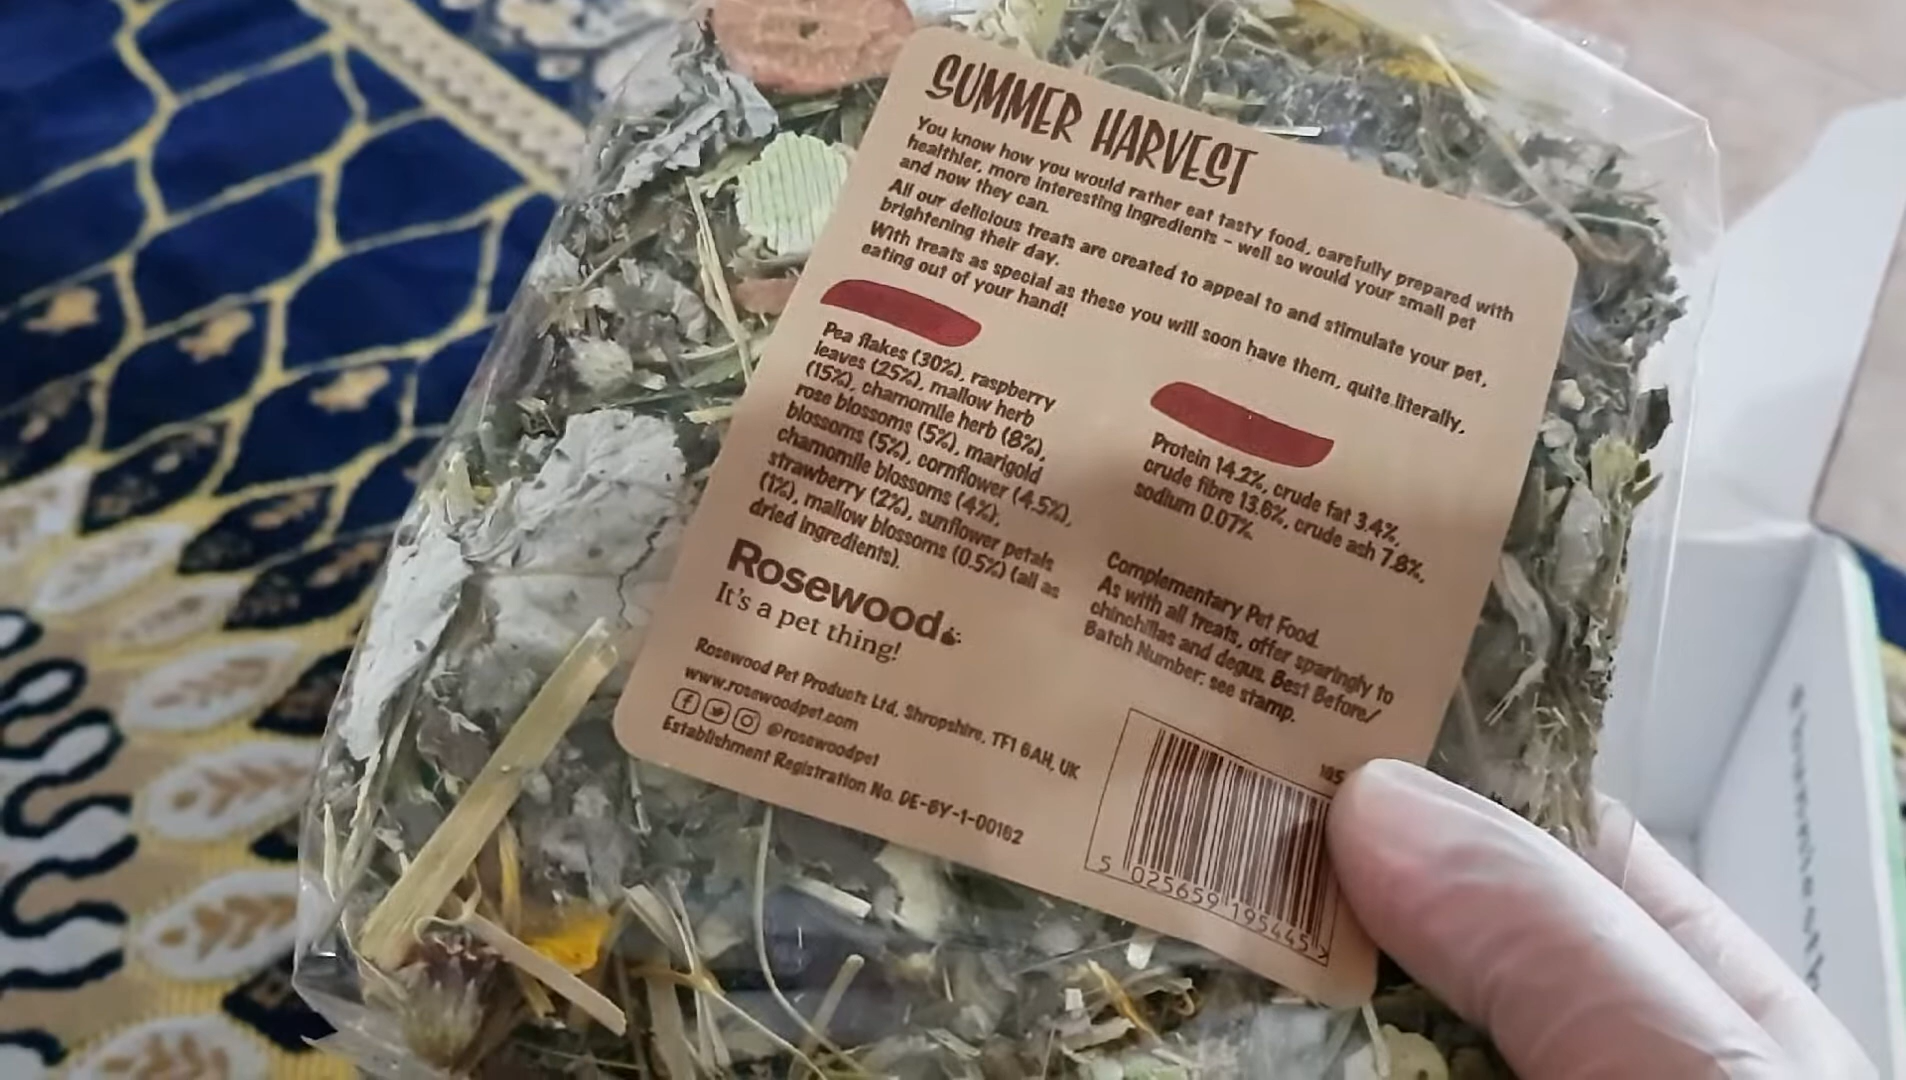 SUMMER HARVEST
You know how you would rather eat tasty food, carefully prepared with
healthier, more interesting ingredients - well so would your small pet
and now they can.
All our delicious treats are created to appeal to and stimulate your pet,
brightening their day.
With treats as special as these you will soon have them, quite literally,
eating out of your hand!
Pea flakes (30%), raspberry
leaves (25%), mallow herb
(15%), chamomile herb (8%),
rose blossoms (5%), marigold
blossoms (5%), cornflower (4.5%),
chamomile blossoms (4%),
strawberry (2%), sunflower petals
(1%), mallow blossoms (0.5%) (all as
dried ingredients).
Protein 14.2%, crude fat 3.4%,
crude fibre 13.6%, crude ash 7.8%,
sodium 0.07%.
Complementary Pet Food.
As with all treats, offer sparingly to
chinchillas and degus. Best Before/
Batch Number: see stamp.
Rosewood
It's a pet thing!
Rosewood Pet Products Ltd, Shropshire, TF1 6AH, UK
www.rosewoodpet.com
@rosewoodpet
Establishment Registration No. DE-BY-1-00162
5 025659 195445 >